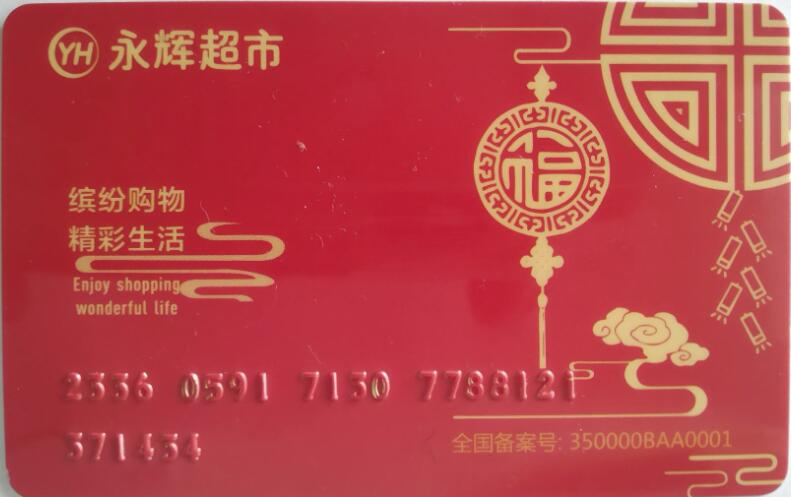 YH 永辉超市
福
缤纷购物
精彩生活
Enjoy shopping
wonderful life
2336 0591 7130 7788121
371434
全国备案号: 350000BAA0001